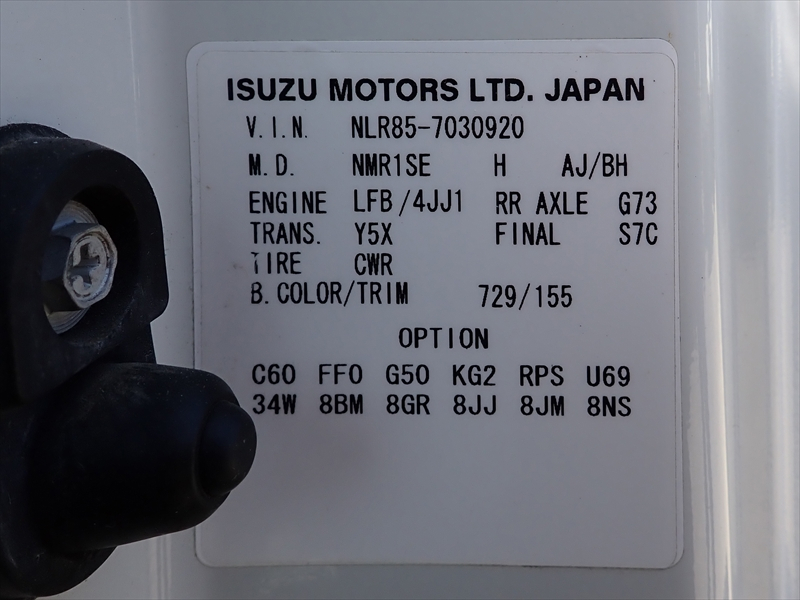 ISUZU MOTORS LTD. JAPAN
V.I.N. NLR85-7030920
M.D. NMR1SE H AJ/BH
ENGINE LFB/4JJ1 RR AXLE G73
TRANS. Y5X FINAL S7C
TIRE CWR
B.COLOR/TRIM 729/155
OPTION
C60 FF0 G50 KG2 RPS U69
34W 8BM 8GR 8JJ 8JM 8NS